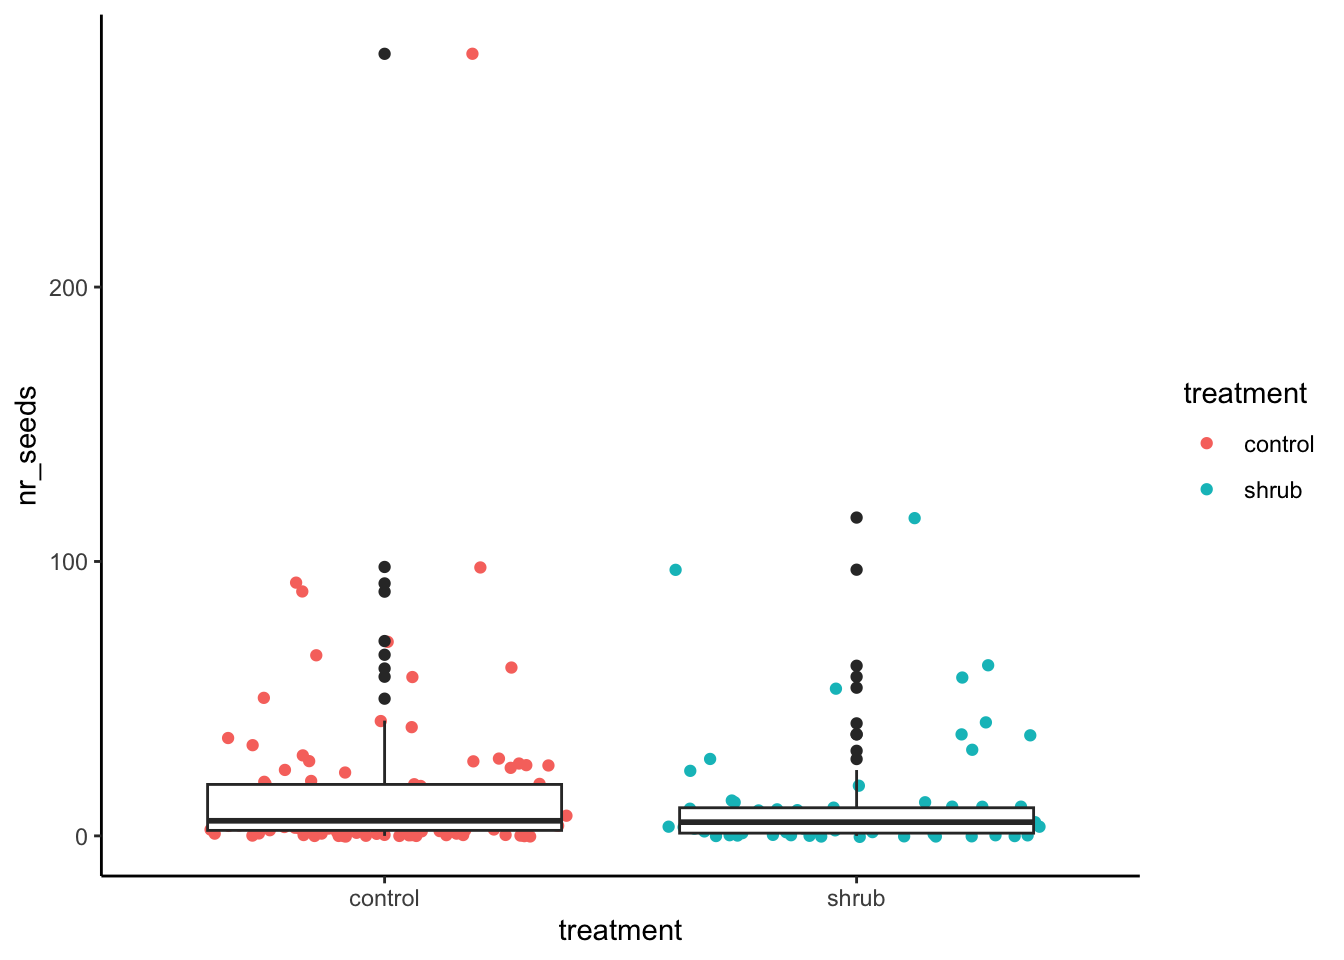 nr_seeds
200
100
0
control
shrub
treatment
treatment
control
shrub